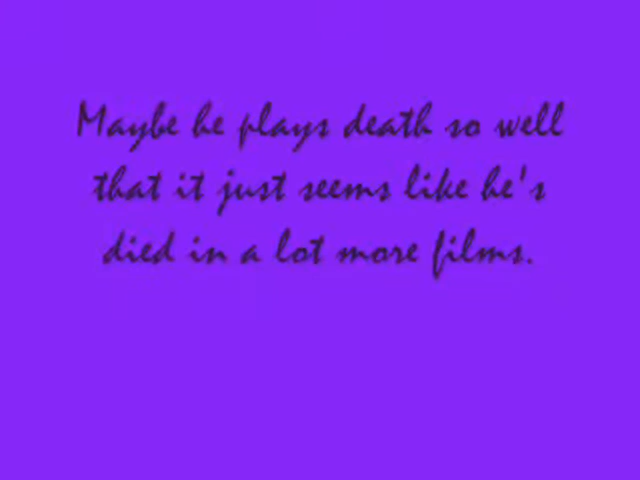 Maybe he plays death so well
that it just seems like he's
died in a lot more films.